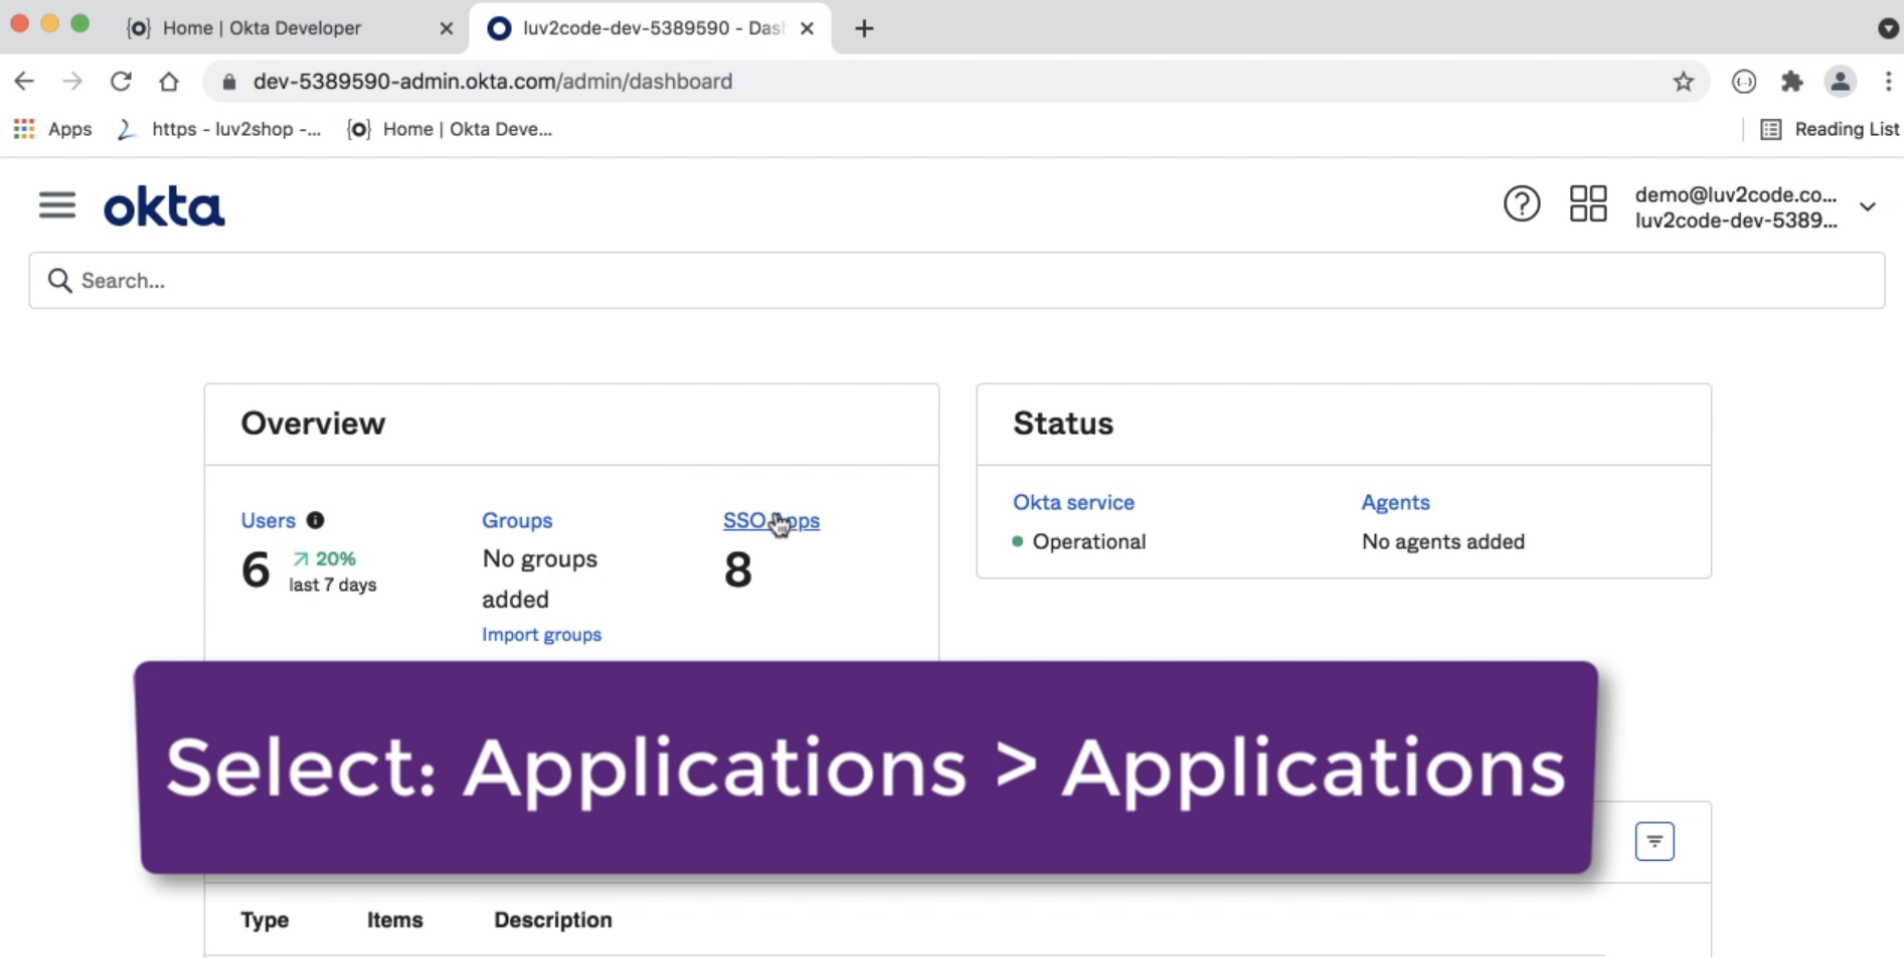 Home | Okta Developer
luv2code-dev-5389590 - Das
dev-5389590-admin.okta.com/admin/dashboard
Apps
https - luv2shop -...
Home | Okta Deve...
Reading List
okta
demo@luv2code.co...
luv2code-dev-5389...
Search...
Overview
Status
Users
Groups
SSO Apps
6
20%
last 7 days
No groups
added
Import groups
8
Okta service
Agents
Operational
No agents added
Select: Applications > Applications
Type Items Description